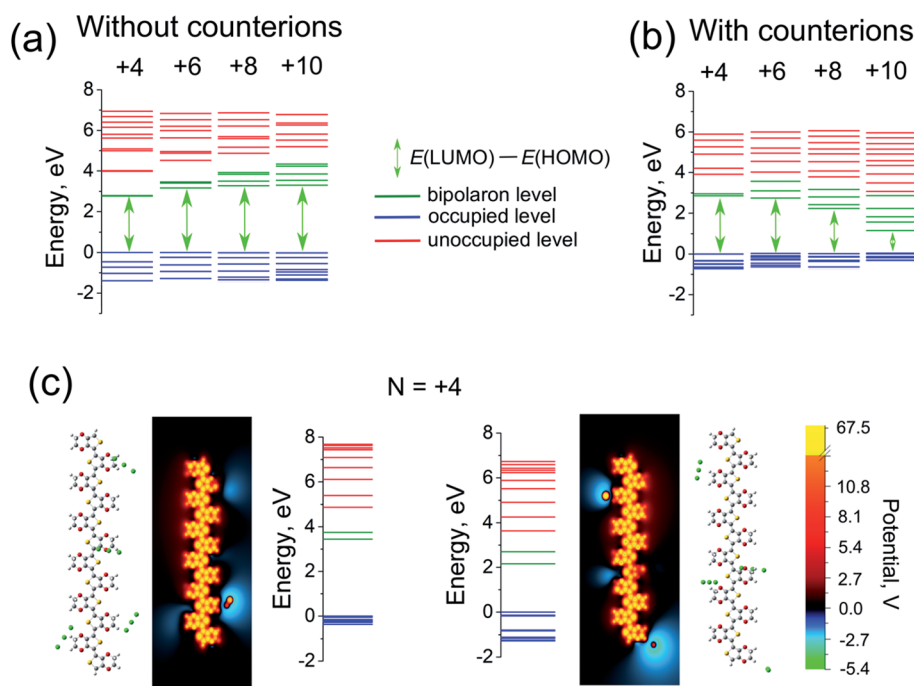 (a) Without counterions
+4 +6 +8 +10
Energy, eV
8
6
4
2
0
-2
E(LUMO) — E(HOMO)
bipolaron level
occupied level
unoccupied level
(b) With counterions
+4 +6 +8 +10
Energy, eV
8
6
4
2
0
-2
(c)
N = +4
Energy, eV
8
6
4
2
0
-2
Energy, eV
8
6
4
2
0
-2
67.5
10.8
8.1
5.4
2.7
0.0
-2.7
-5.4
Potential, V